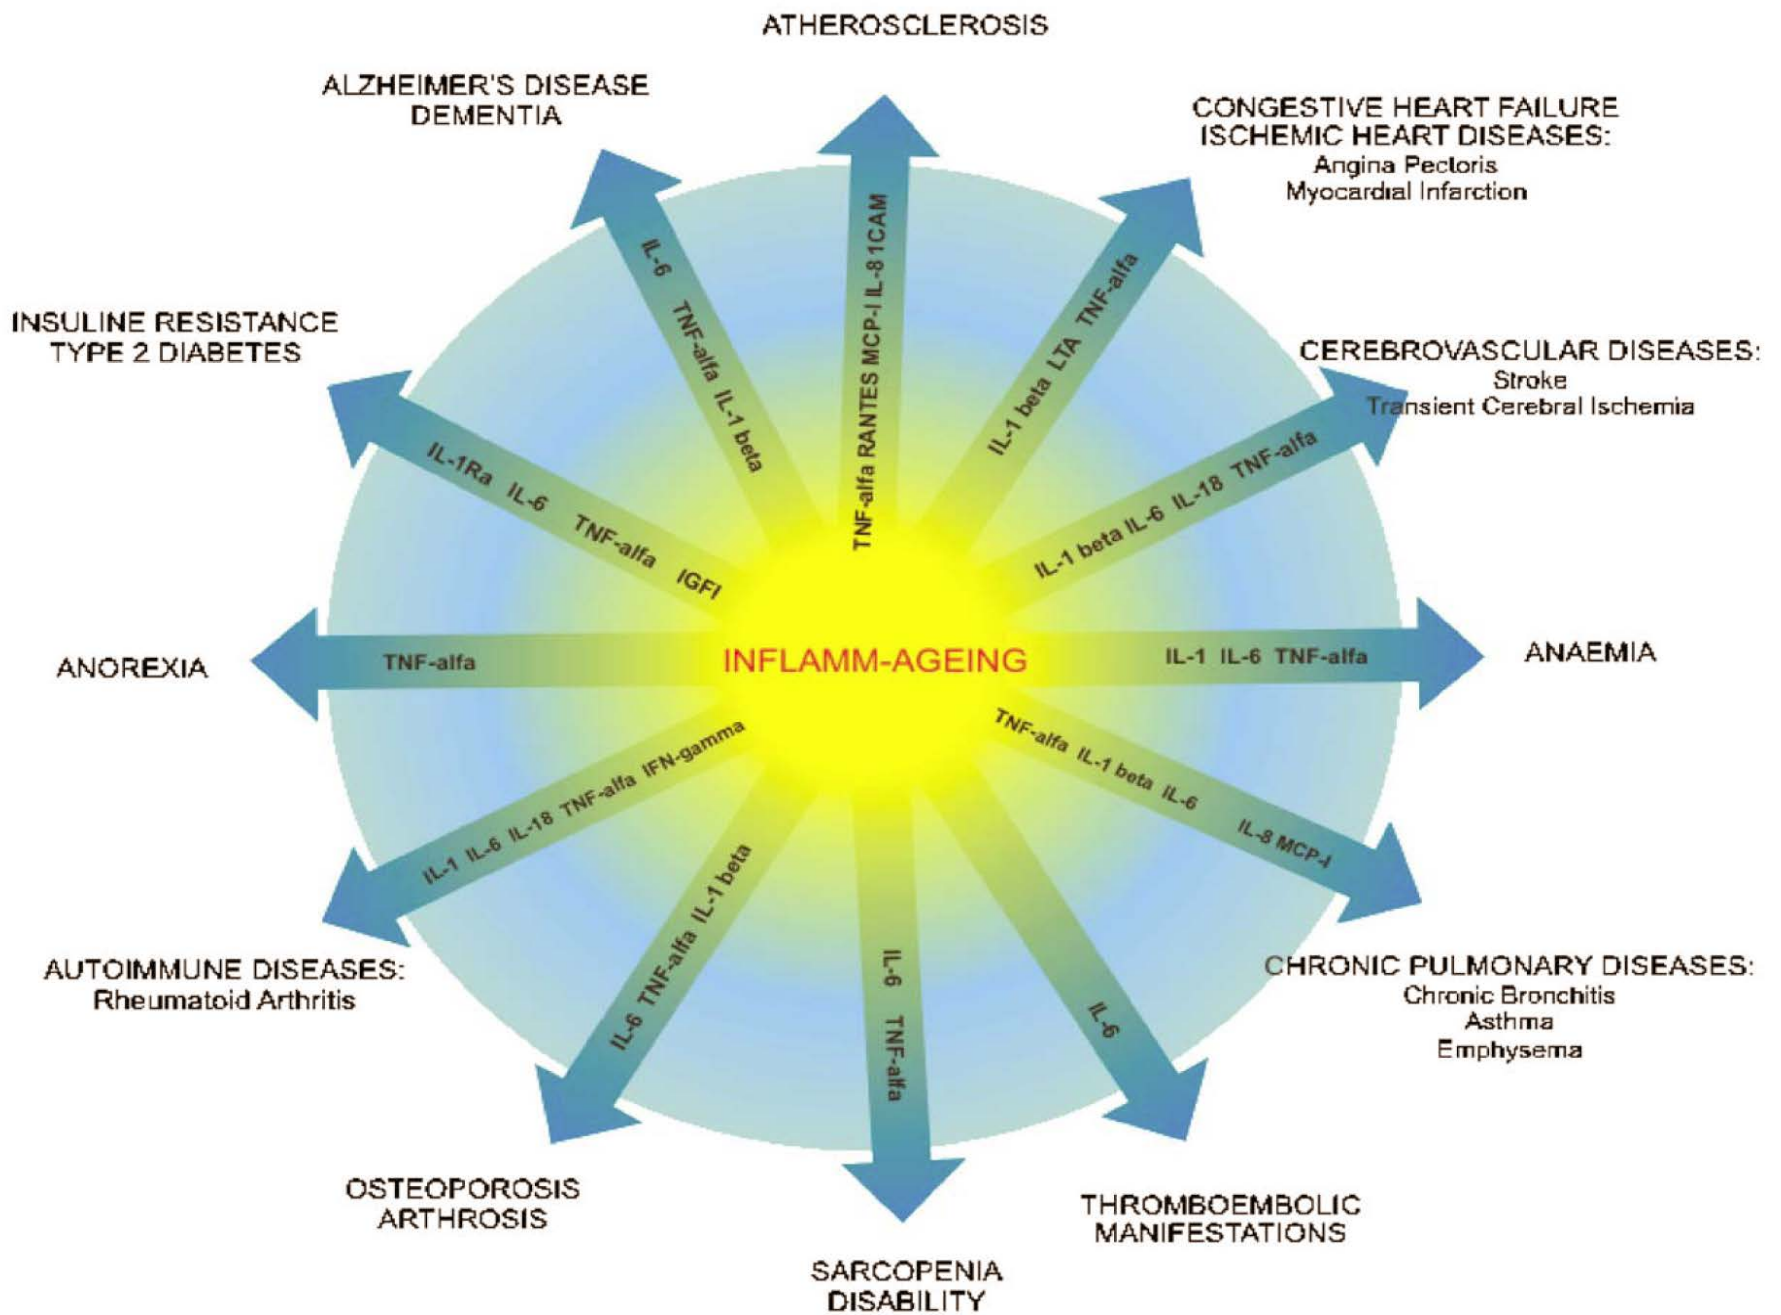 ATHEROSCLEROSIS
ALZHEIMER'S DISEASE
DEMENTIA
CONGESTIVE HEART FAILURE
ISCHEMIC HEART DISEASES:
Angina Pectoris
Myocardial Infarction
INSULINE RESISTANCE
TYPE 2 DIABETES
CEREBROVASCULAR DISEASES:
Stroke
Transient Cerebral Ischemia
ANOREXIA
INFLAMM-AGEING
ANAEMIA
AUTOIMMUNE DISEASES:
Rheumatoid Arthritis
CHRONIC PULMONARY DISEASES:
Chronic Bronchitis
Asthma
Emphysema
OSTEOPOROSIS
ARTHROSIS
THROMBOEMBOLIC
MANIFESTATIONS
SARCOPENIA
DISABILITY
TNF-alfa RANTES MCP-I IL-8 1CAM
IL-1 beta LTA TNF-alfa
IL-1 beta IL-6 IL-18 TNF-alfa
IL-1 IL-6 TNF-alfa
TNF-alfa IL-1 beta IL-6 IL-8 MCP-I
IL-6
IL-6 TNF-alfa
IL-6 TNF-alfa IL-1 beta
IL-1 IL-6 IL-18 TNF-alfa IFN-gamma
TNF-alfa
IL-1Ra IL-6 TNF-alfa IGFI
IL-6 TNF-alfa IL-1 beta